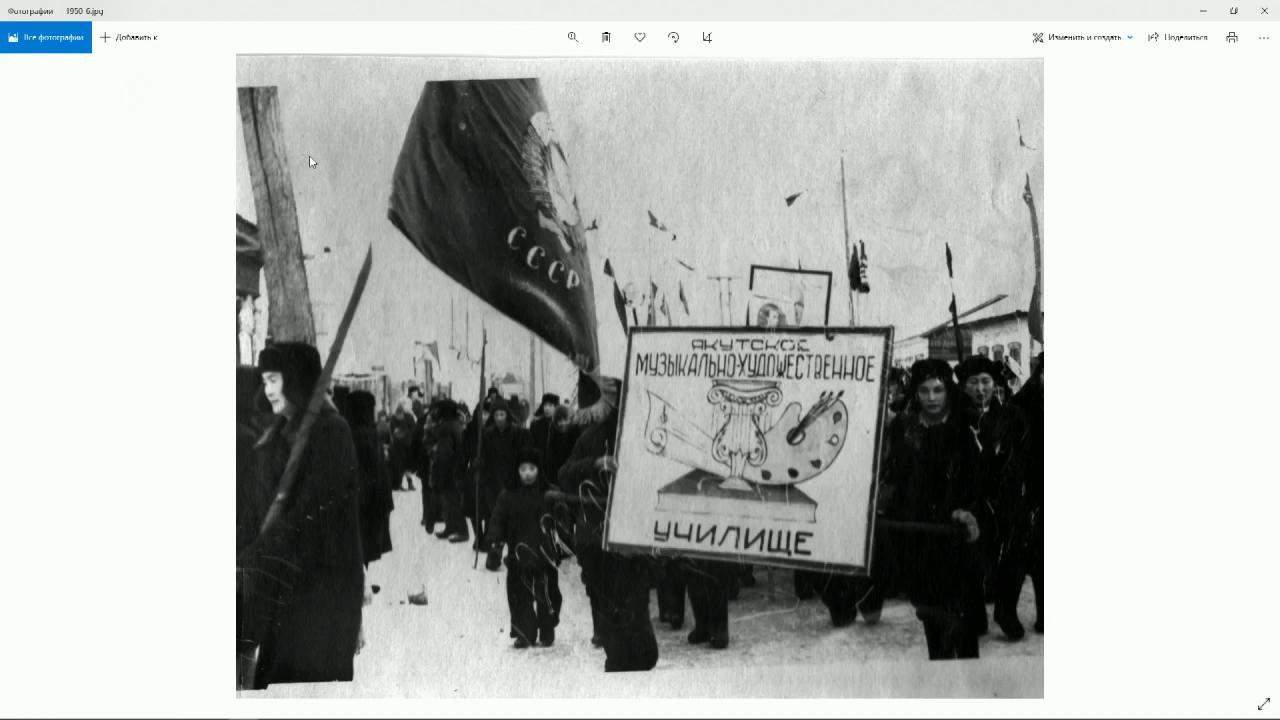 Фотографии - 1950-6.jpg
Все фотографии
Добавить к
Изменить и создать
Поделиться
СССР
ЯКУТСКОЕ
МУЗЫКАЛЬНО-ХУДОЖЕСТВЕННОЕ
УЧИЛИЩЕ